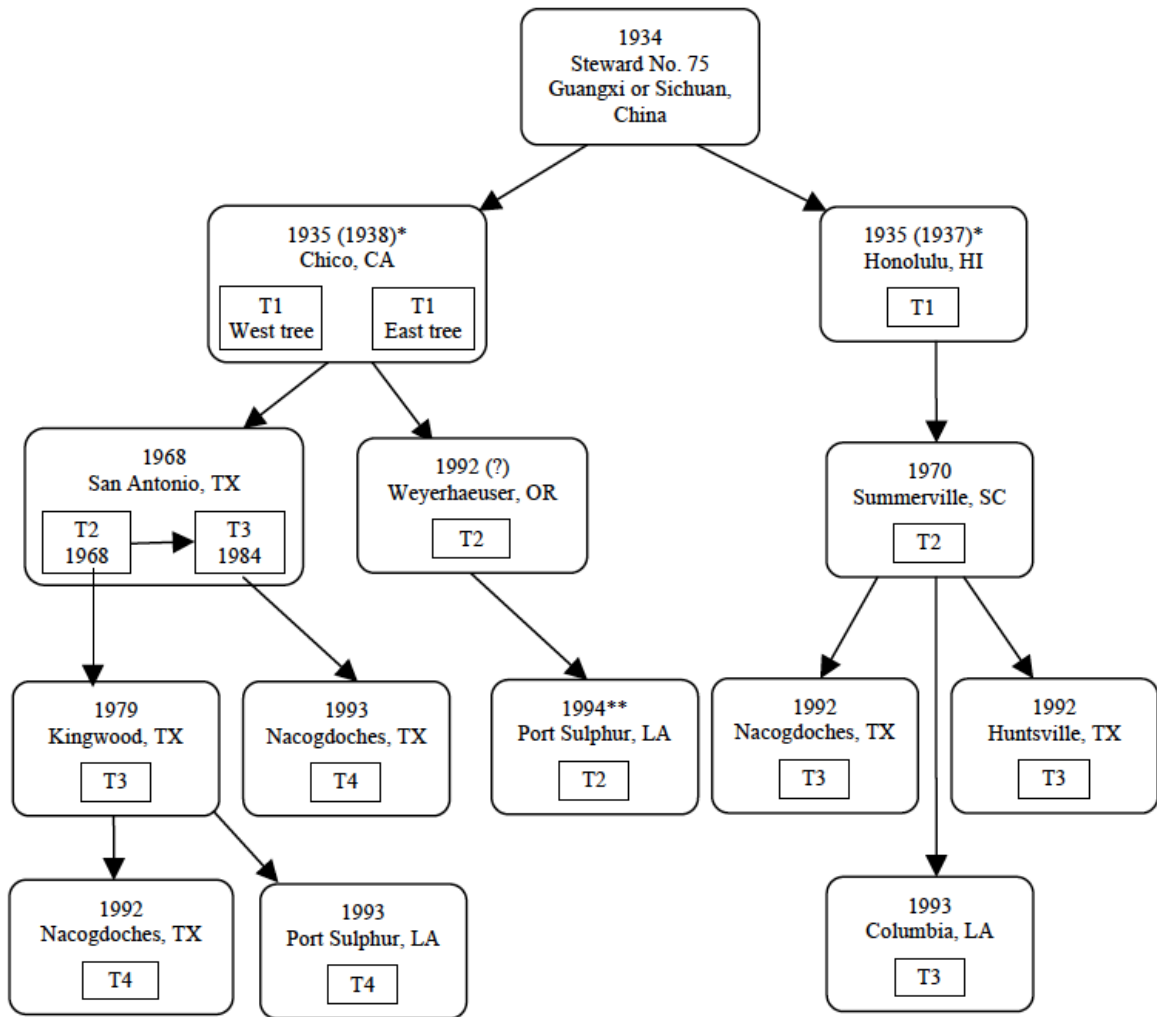 1934
Steward No. 75
Guangxi or Sichuan,
China
1935 (1938)*
Chico, CA
T1
West tree
T1
East tree
1935 (1937)*
Honolulu, HI
T1
1968
San Antonio, TX
T2
1968
T3
1984
1992 (?)
Weyerhaeuser, OR
T2
1970
Summerville, SC
T2
1979
Kingwood, TX
T3
1993
Nacogdoches, TX
T4
1994**
Port Sulphur, LA
T2
1992
Nacogdoches, TX
T3
1992
Huntsville, TX
T3
1992
Nacogdoches, TX
T4
1993
Port Sulphur, LA
T4
1993
Columbia, LA
T3